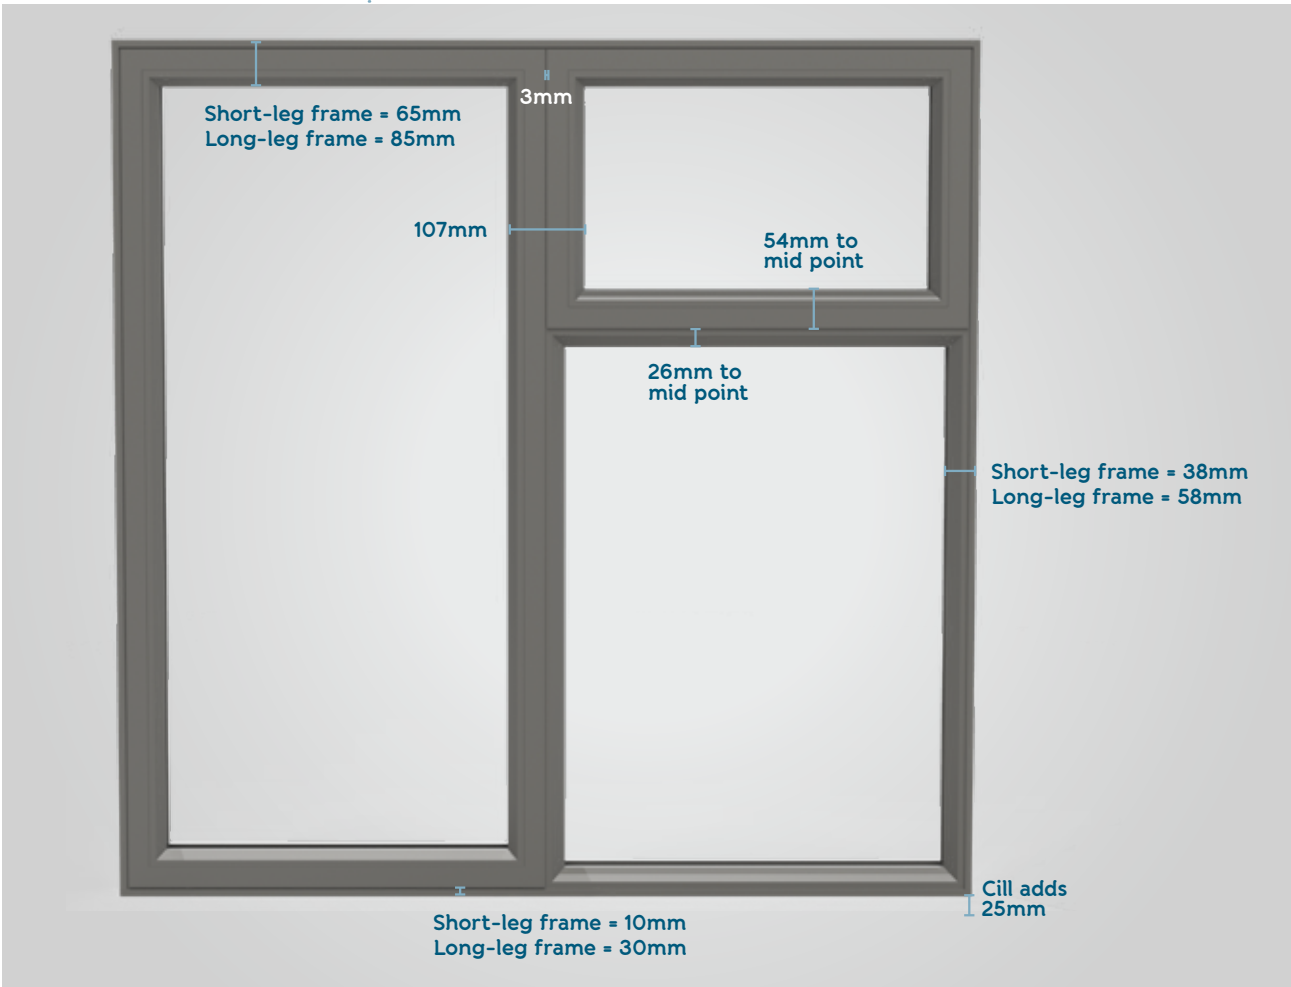 Short-leg frame = 65mm
Long-leg frame = 85mm
3mm
107mm
54mm to
mid point
26mm to
mid point
Short-leg frame = 38mm
Long-leg frame = 58mm
Cill adds
25mm
Short-leg frame = 10mm
Long-leg frame = 30mm